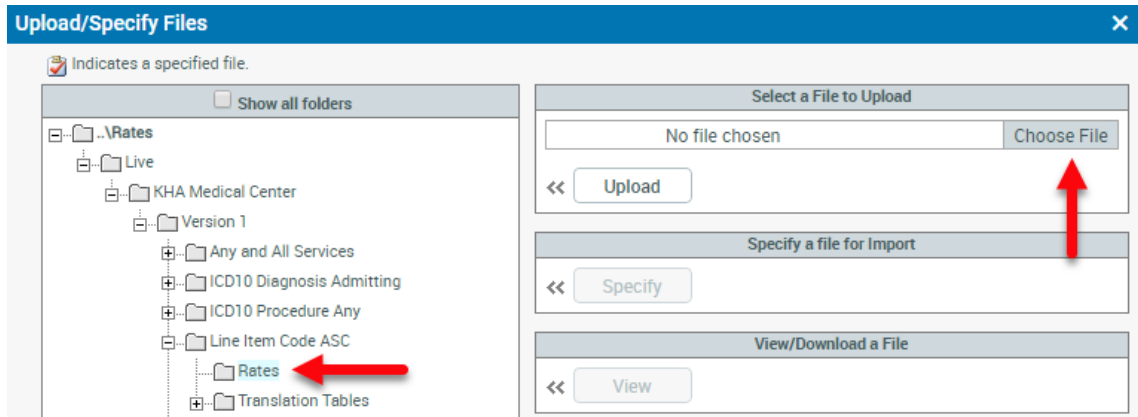 Upload/Specify Files
Indicates a specified file.
Show all folders
..\Rates
Live
KHA Medical Center
Version 1
Any and All Services
ICD10 Diagnosis Admitting
ICD10 Procedure Any
Line Item Code ASC
Rates
Translation Tables
Select a File to Upload
No file chosen
Choose File
Upload
Specify a file for Import
Specify
View/Download a File
View